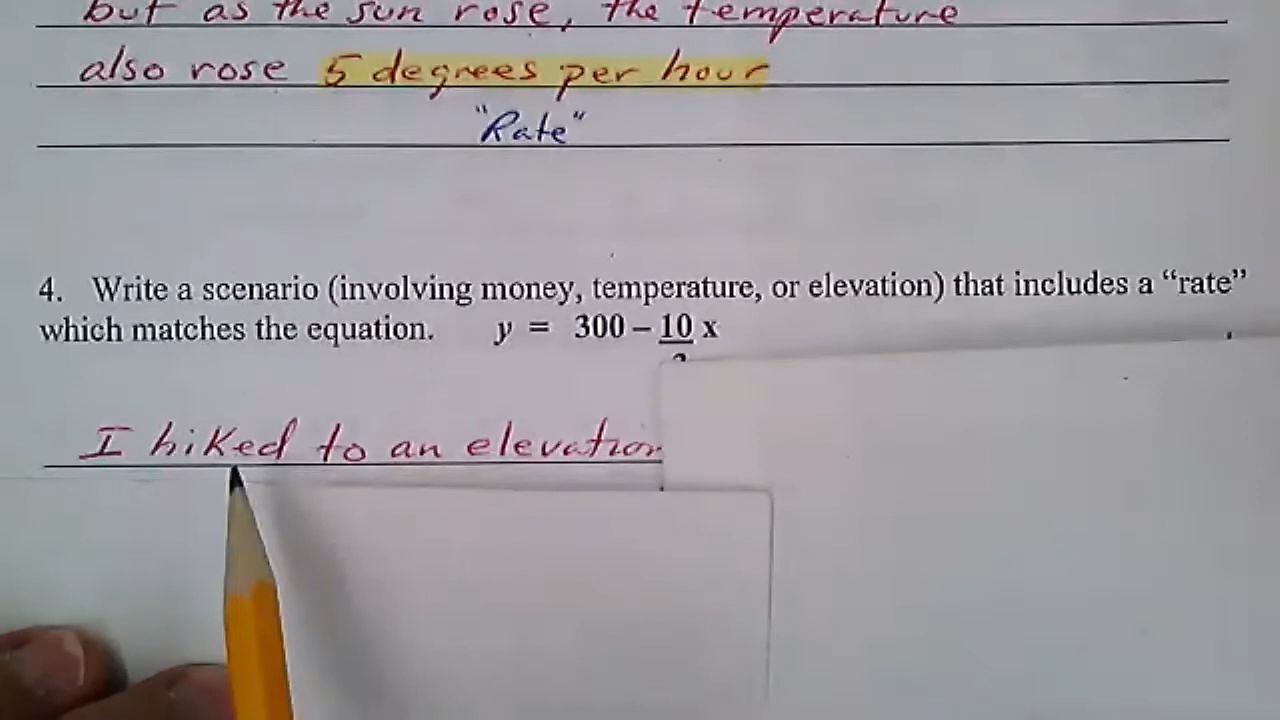 but as the sun rose, the temperature
also rose 5 degrees per hour
"Rate"
4. Write a scenario (involving money, temperature, or elevation) that includes a “rate”
which matches the equation. y = 300 – 10 x
I hiked to an elevation